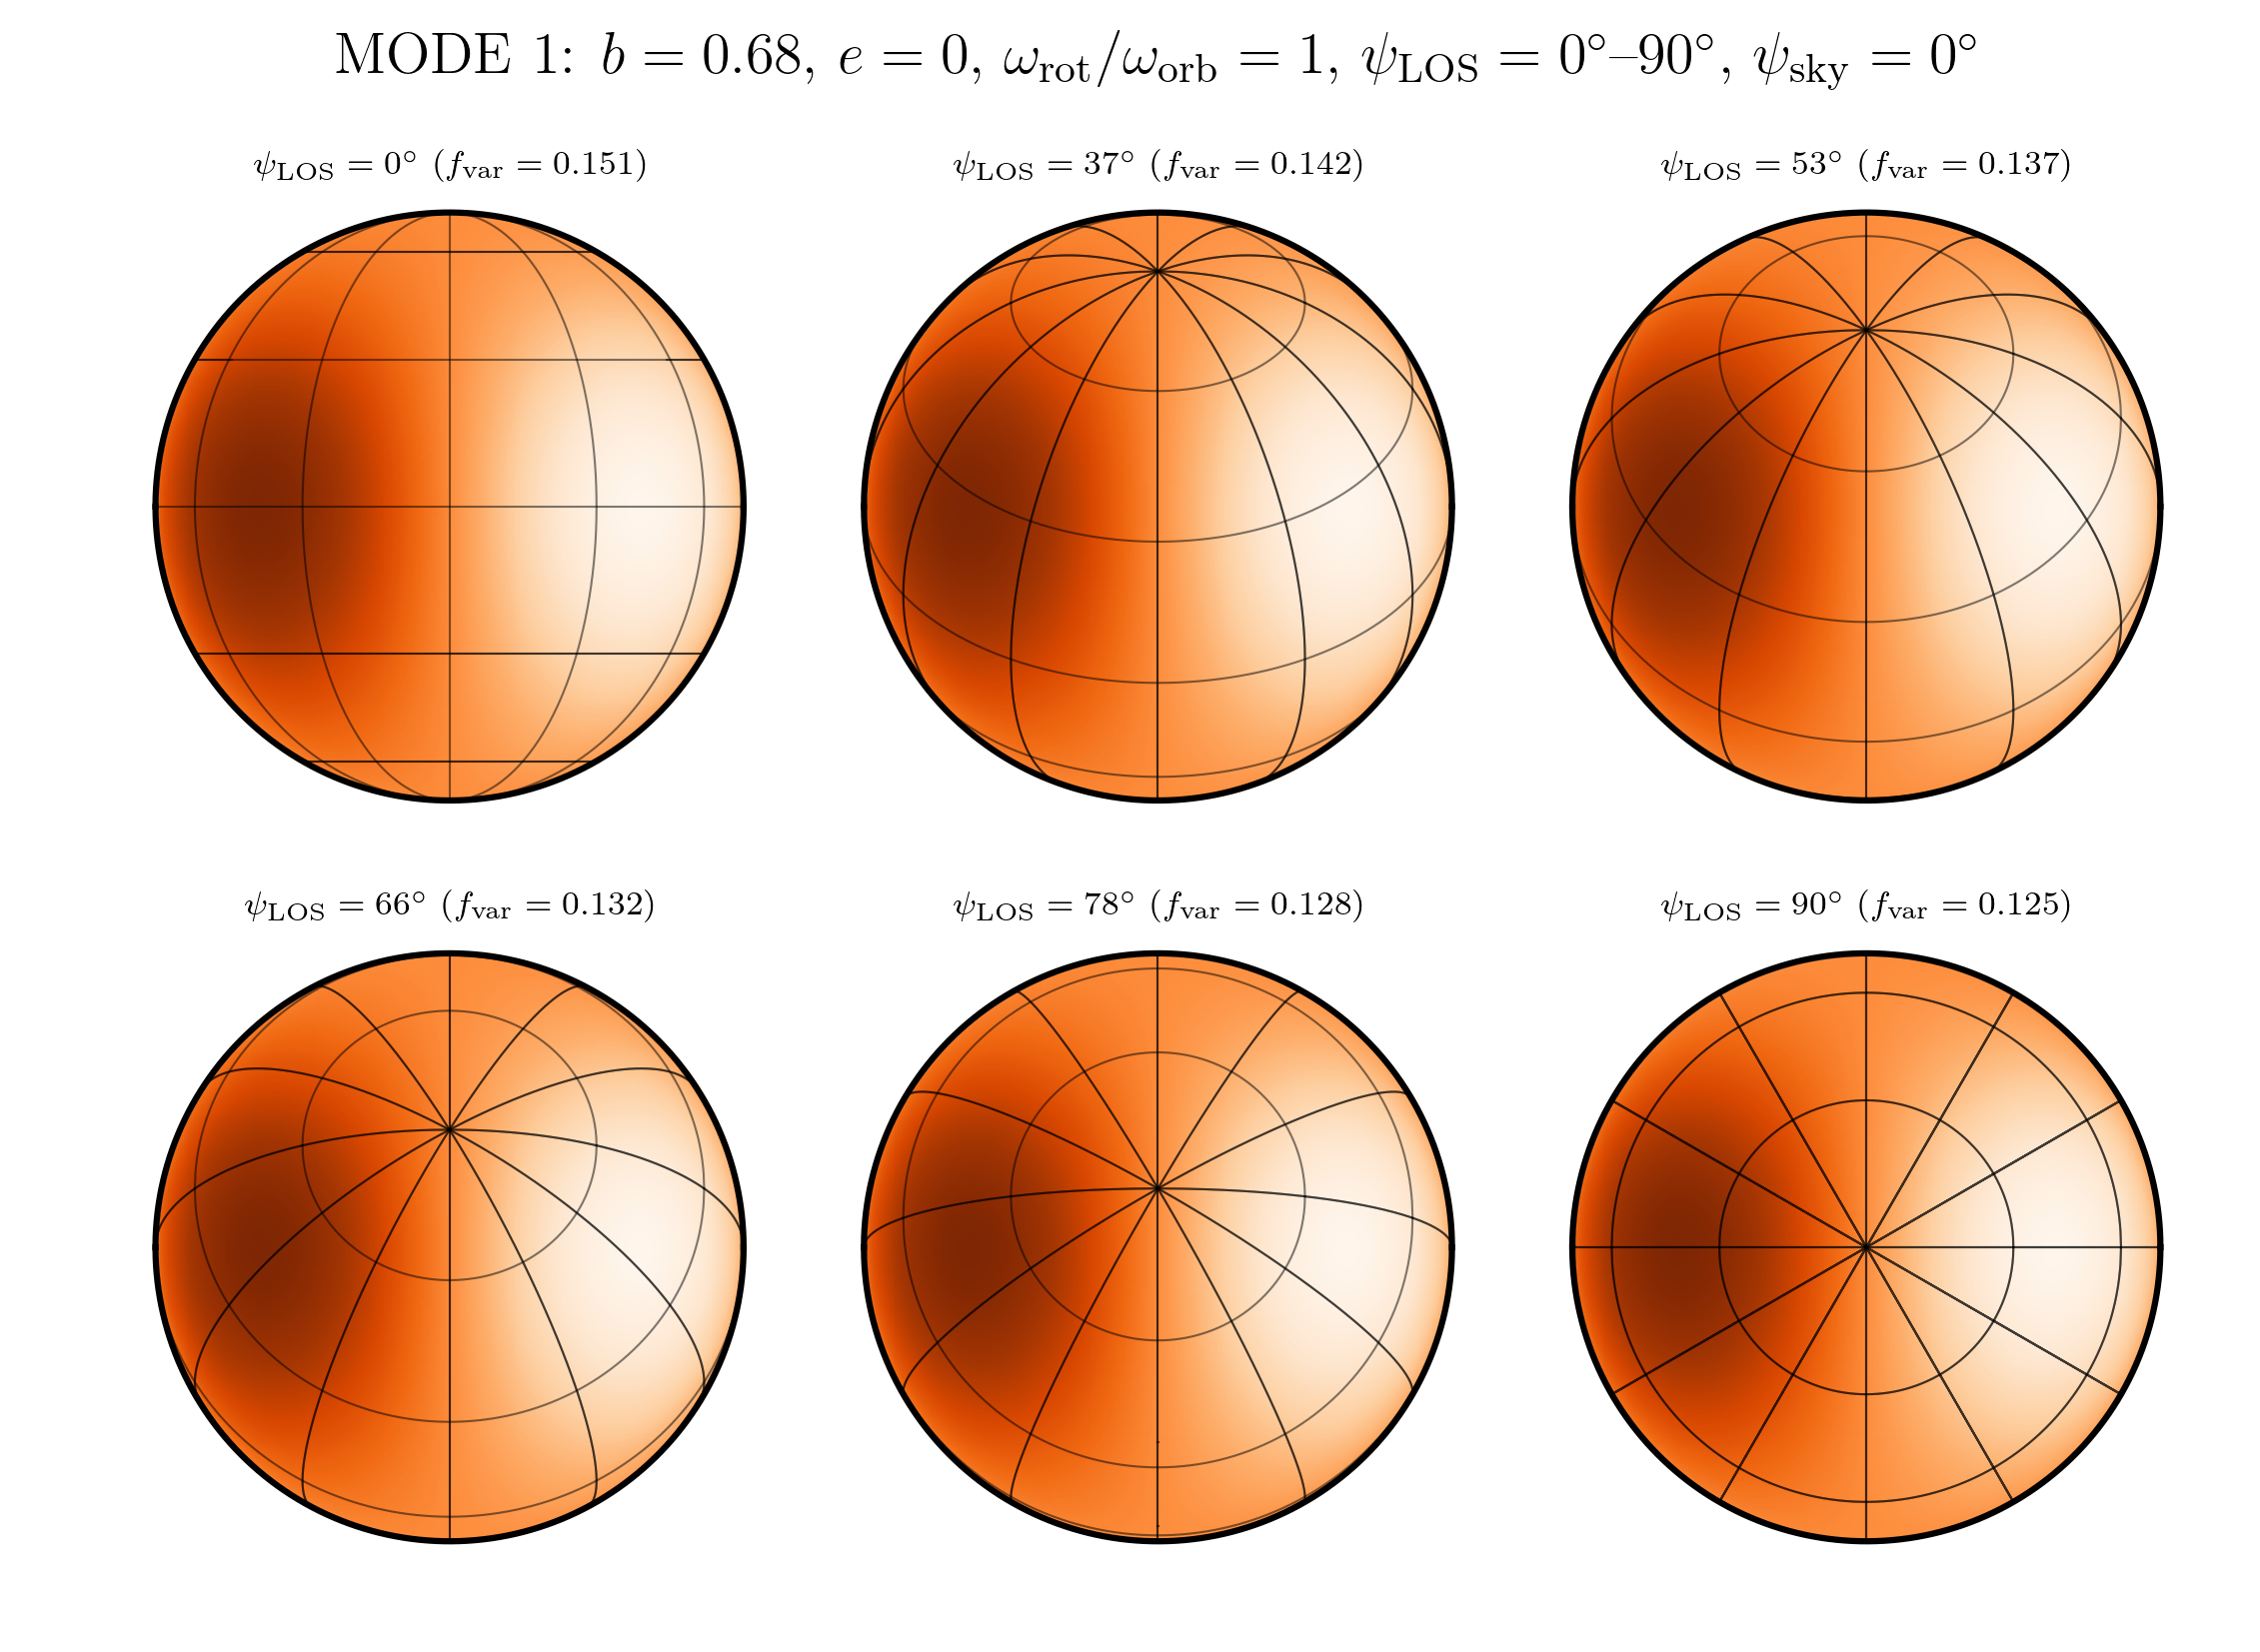 MODE 1: b = 0.68, e = 0, ω_rot/ω_orb = 1, ψ_LOS = 0°–90°, ψ_sky = 0°
ψ_LOS = 0° (f_var = 0.151)
ψ_LOS = 37° (f_var = 0.142)
ψ_LOS = 53° (f_var = 0.137)
ψ_LOS = 66° (f_var = 0.132)
ψ_LOS = 78° (f_var = 0.128)
ψ_LOS = 90° (f_var = 0.125)